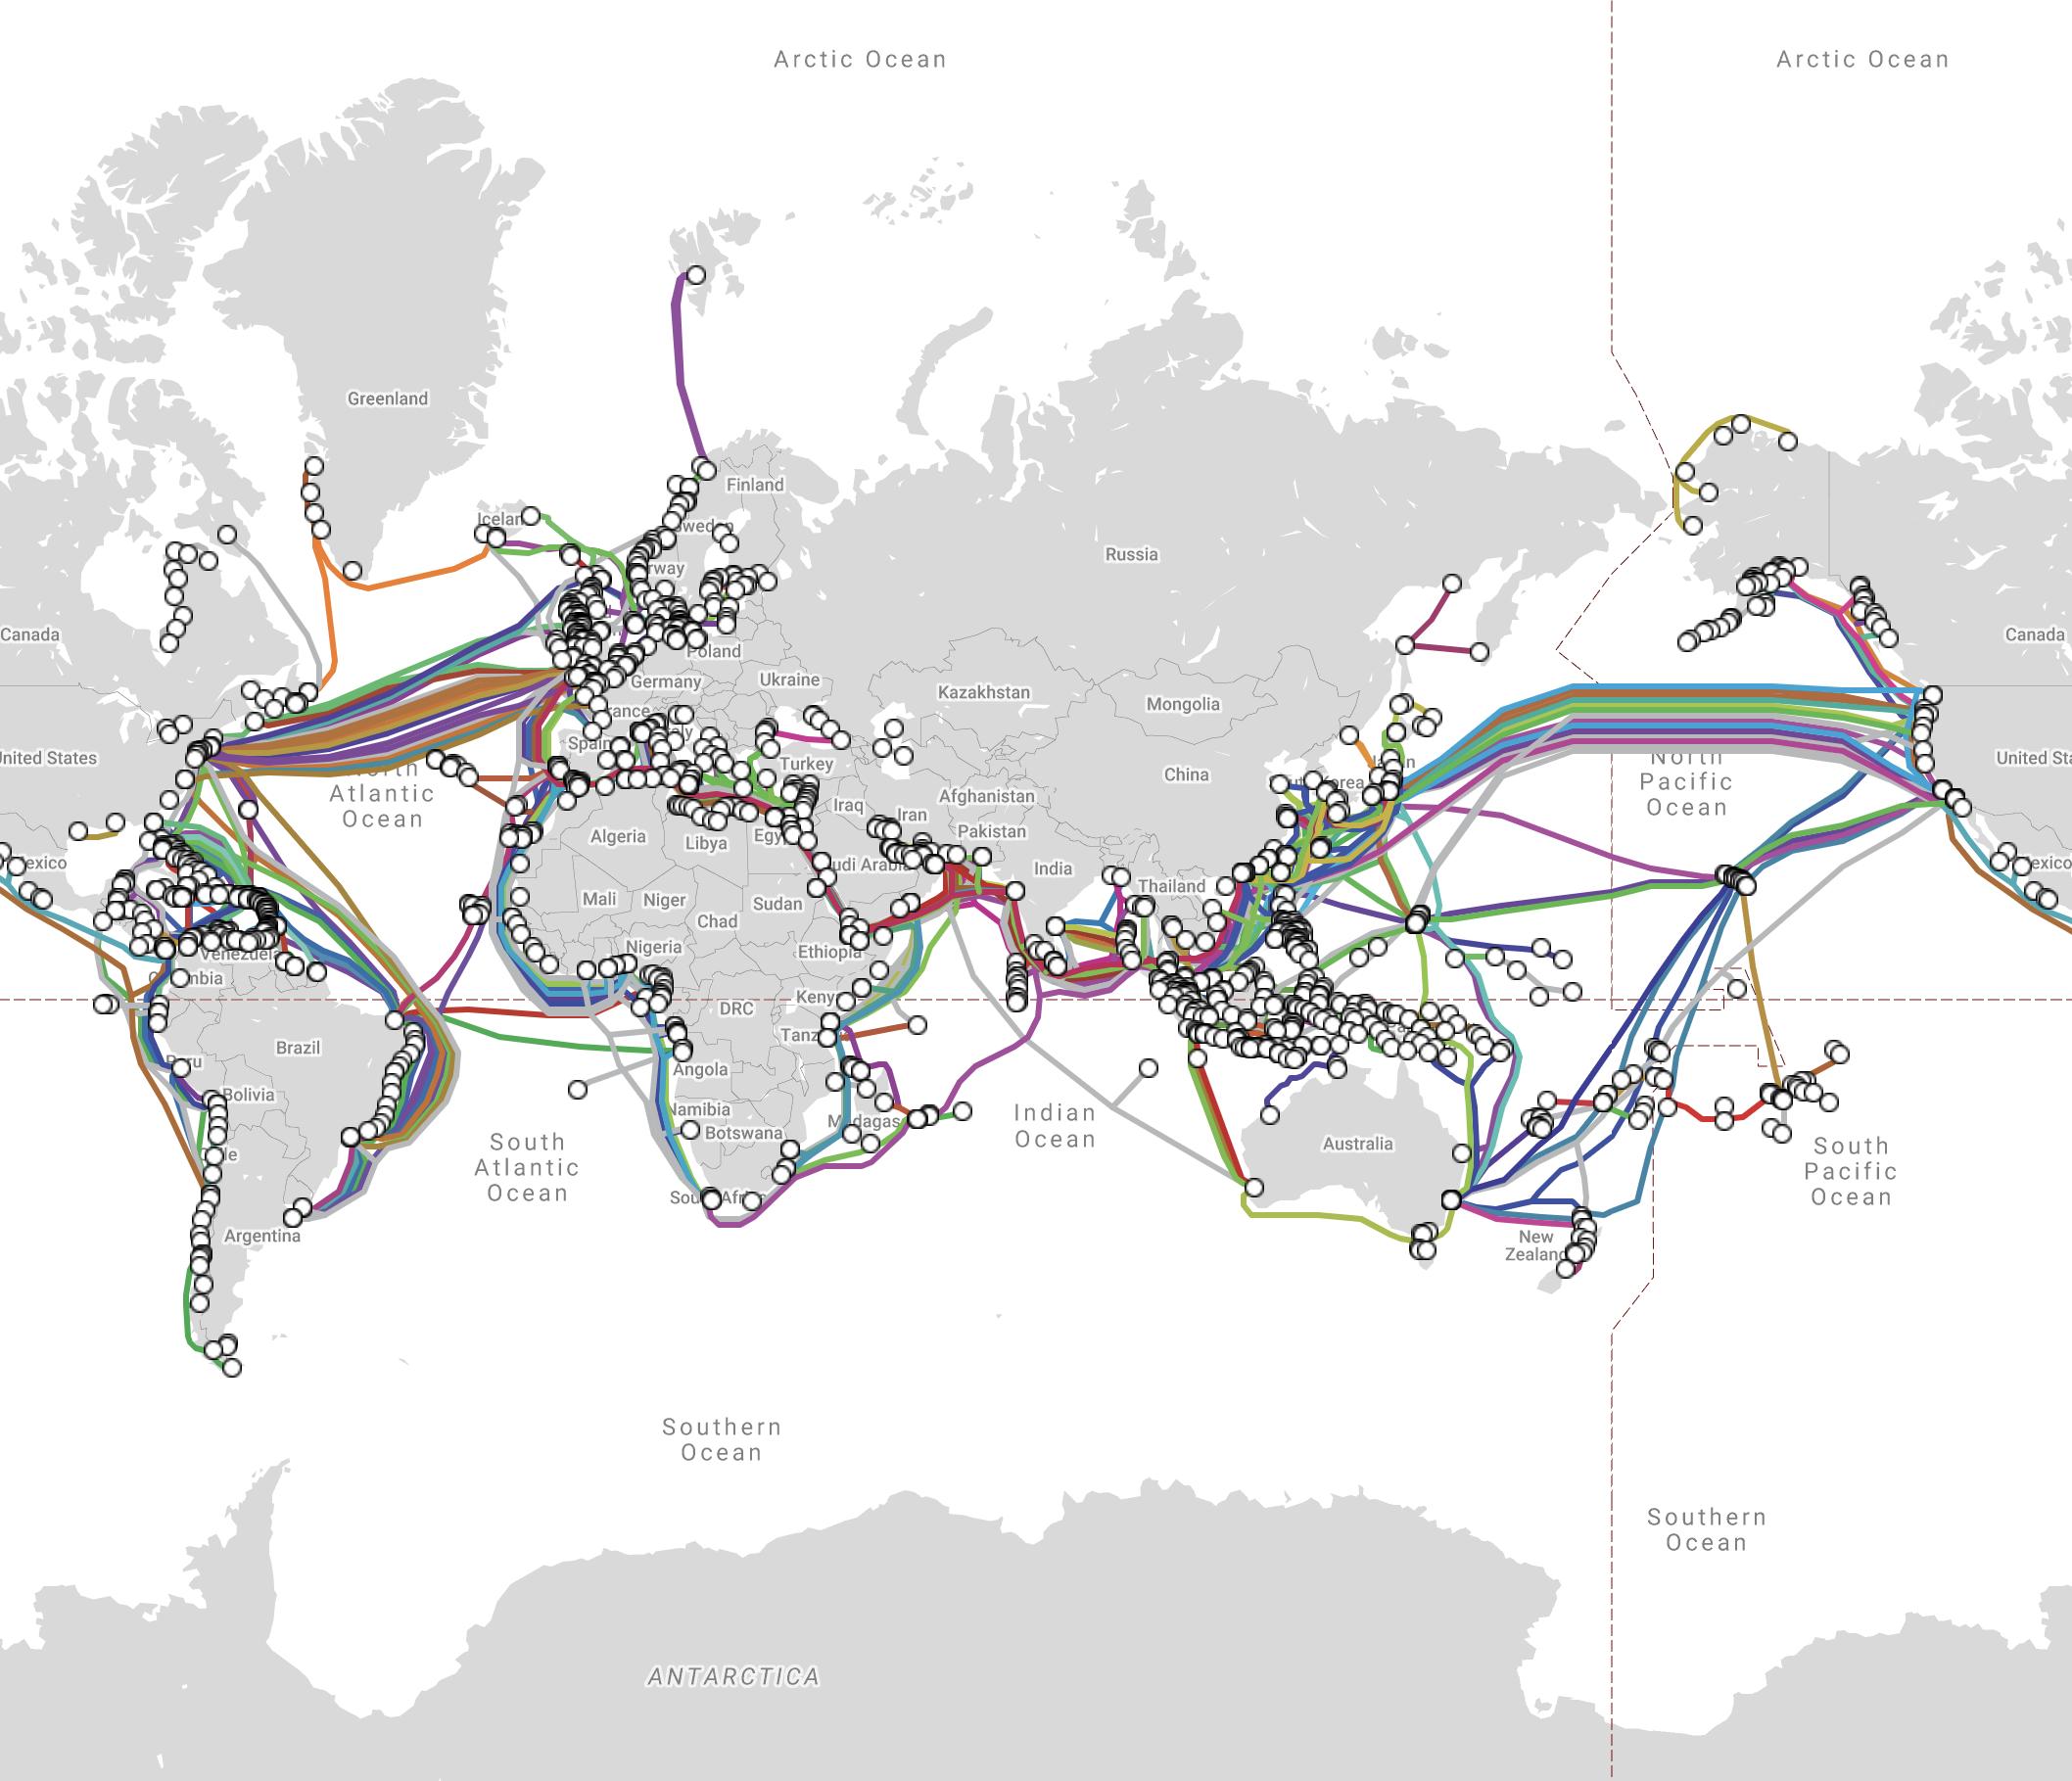 Arctic Ocean
Arctic Ocean
Greenland
Finland
Sweden
Russia
Canada
Canada
Poland
Germany
Ukraine
Kazakhstan
Mongolia
Spain
United States
Turkey
China
North
Pacific
Ocean
Atlantic
Ocean
Iraq
Iran
Afghanistan
Pakistan
Algeria
Libya
India
Thailand
Mali
Niger
Chad
Sudan
Nigeria
Ethiopia
Venezuela
DRC
Brazil
Angola
Bolivia
Namibia
Botswana
Indian
Ocean
Australia
South
Atlantic
Ocean
South
Pacific
Ocean
Argentina
New
Zealand
Southern
Ocean
Southern
Ocean
ANTARCTICA